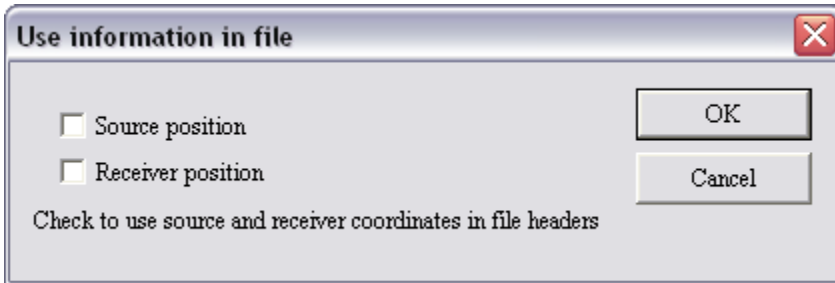 Use information in file
Source position
OK
Receiver position
Cancel
Check to use source and receiver coordinates in file headers